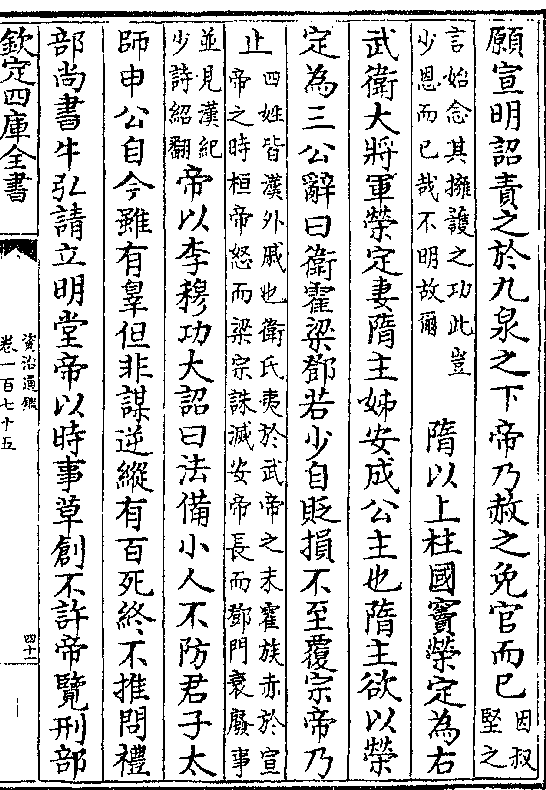 願宣明詔責之於九泉之下帝乃赦之免官而已因叔堅之
言始念其擁護之功此豈少恩而已哉不明故爾　隋以上柱國竇榮定為右
武衛大將軍榮定妻隋主姊安成公主也隋主欲以榮
定為三公辭曰衛霍梁鄧若少自貶損不至覆宗帝乃
止四姓皆漢外戚也衛氏夷於武帝之末霍族赤於宣帝之時桓帝怒而梁宗誅滅安帝長而鄧門衰廢事
並見漢紀少詩紹翻帝以李穆功大詔曰法備小人不防君子太
師申公自今雖有辠但非謀逆縱有百死終不推問禮
部尚書牛弘請立明堂帝以時事草創不許帝覽刑部
欽定四庫全書
資治通鑑
卷一百七十五
四十一